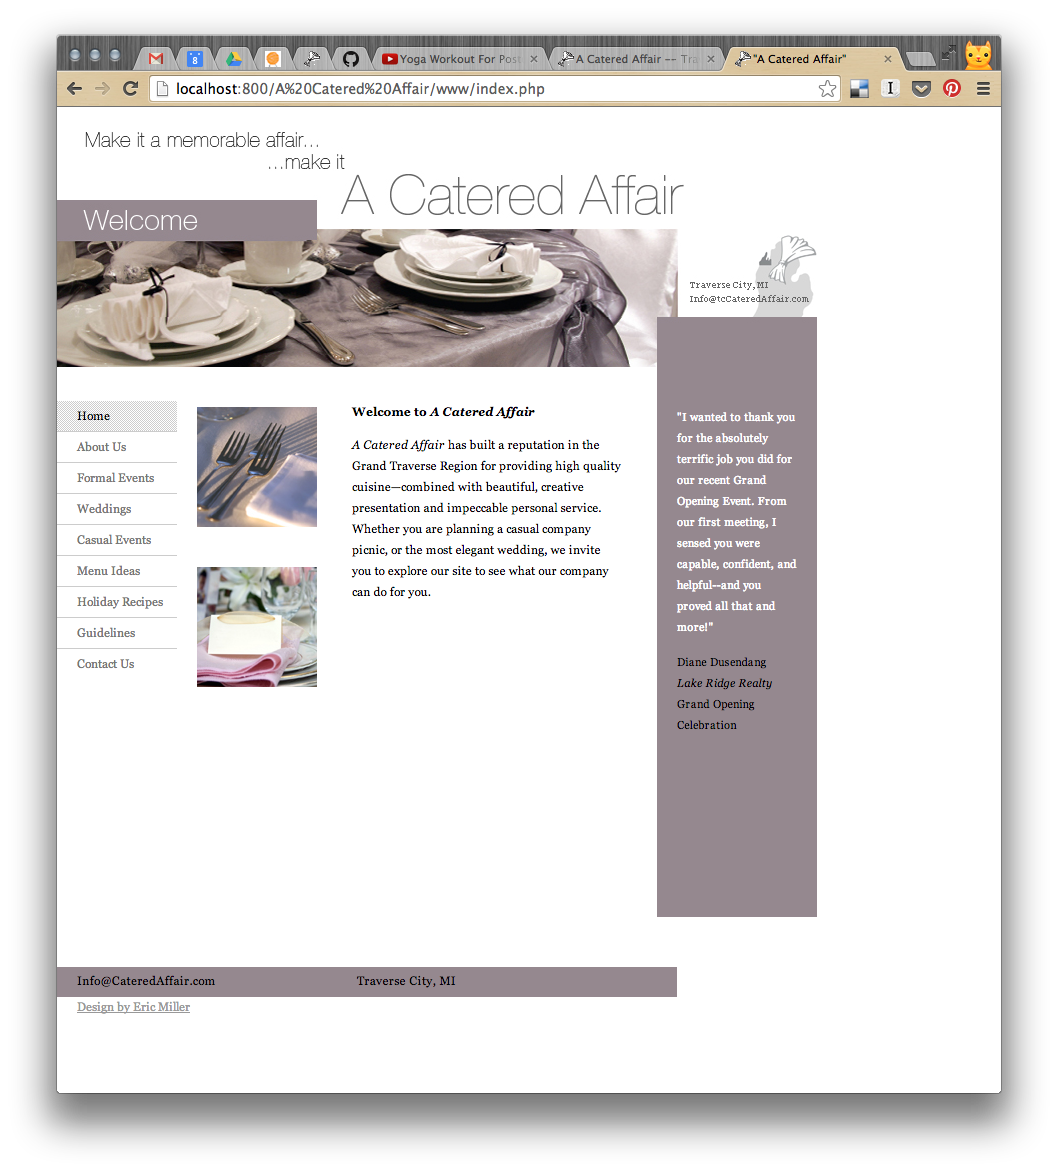 8
Yoga Workout For Post
A Catered Affair -- Tra
"A Catered Affair"
localhost:800/A%20Catered%20Affair/www/index.php
Make it a memorable affair...
...make it
A Catered Affair
Welcome
Traverse City, MI
Info@tcCateredAffair.com
Home
About Us
Formal Events
Weddings
Casual Events
Menu Ideas
Holiday Recipes
Guidelines
Contact Us
Welcome to A Catered Affair
A Catered Affair has built a reputation in the
Grand Traverse Region for providing high quality
cuisine—combined with beautiful, creative
presentation and impeccable personal service.
Whether you are planning a casual company
picnic, or the most elegant wedding, we invite
you to explore our site to see what our company
can do for you.
"I wanted to thank you
for the absolutely
terrific job you did for
our recent Grand
Opening Event. From
our first meeting, I
sensed you were
capable, confident, and
helpful--and you
proved all that and
more!"
Diane Dusendang
Lake Ridge Realty
Grand Opening
Celebration
Info@CateredAffair.com
Traverse City, MI
Design by Eric Miller